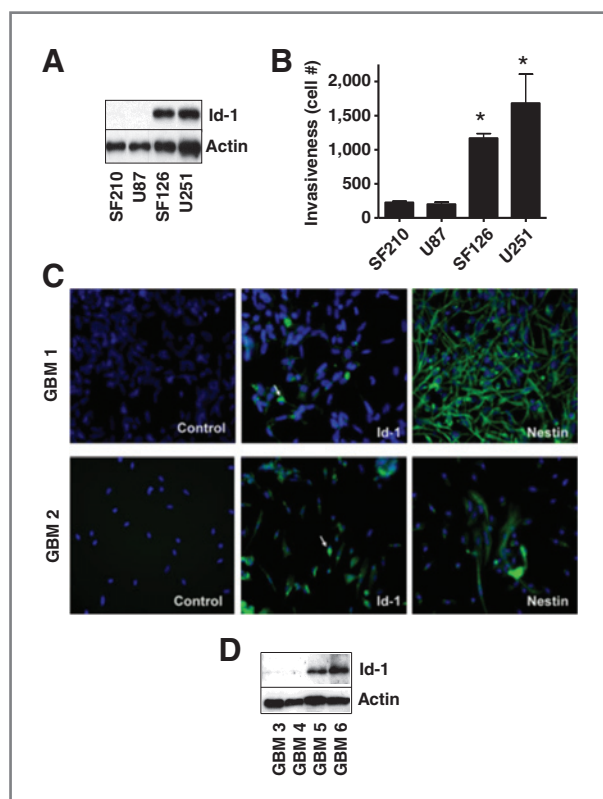 A
Id-1
Actin
SF210
U87
SF126
U251
B
Invasiveness (cell #)
2,000
1,500
1,000
500
0
*
*
SF210
U87
SF126
U251
C
GBM 1
Control
Id-1
Nestin
GBM 2
Control
Id-1
Nestin
D
Id-1
Actin
GBM 3
GBM 4
GBM 5
GBM 6